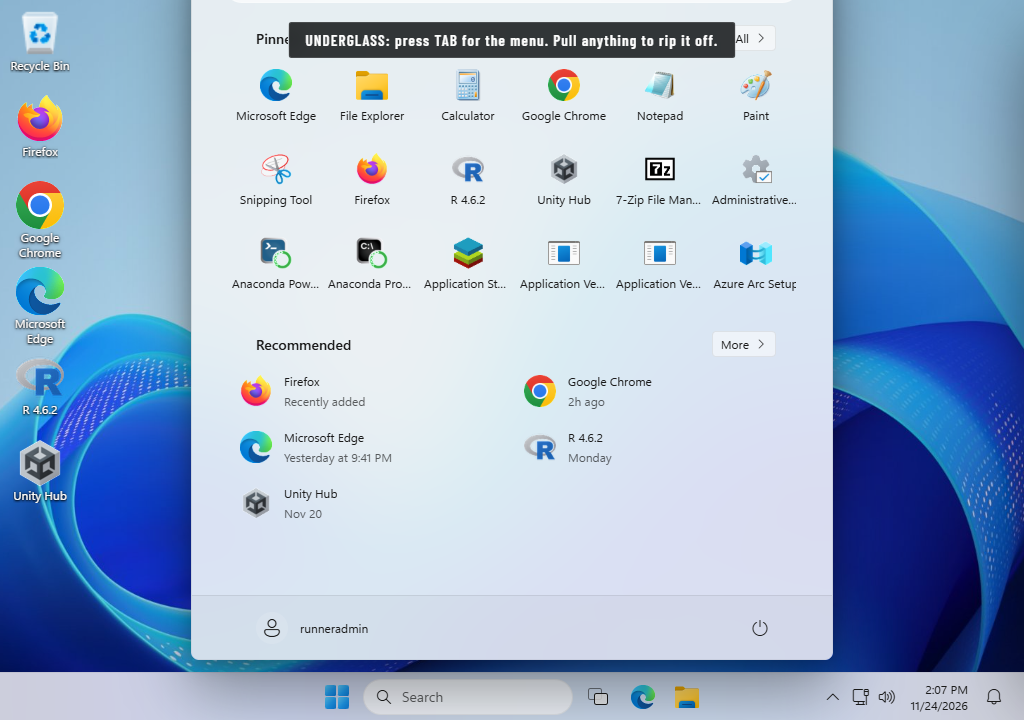 Recycle Bin
Firefox
Google
Chrome
Microsoft
Edge
R 4.6.2
Unity Hub
UNDERGLASS: press TAB for the menu. Pull anything to rip it off.
Pinne
All
Microsoft Edge
File Explorer
Calculator
Google Chrome
Notepad
Paint
Snipping Tool
Firefox
R 4.6.2
Unity Hub
7-Zip File Man...
Administrative...
Anaconda Pow...
Anaconda Pro...
Application St...
Application Ve...
Application Ve...
Azure Arc Setup
Recommended
More
Firefox
Recently added
Google Chrome
2h ago
Microsoft Edge
Yesterday at 9:41 PM
R 4.6.2
Monday
Unity Hub
Nov 20
runneradmin
Search
2:07 PM
11/24/2026